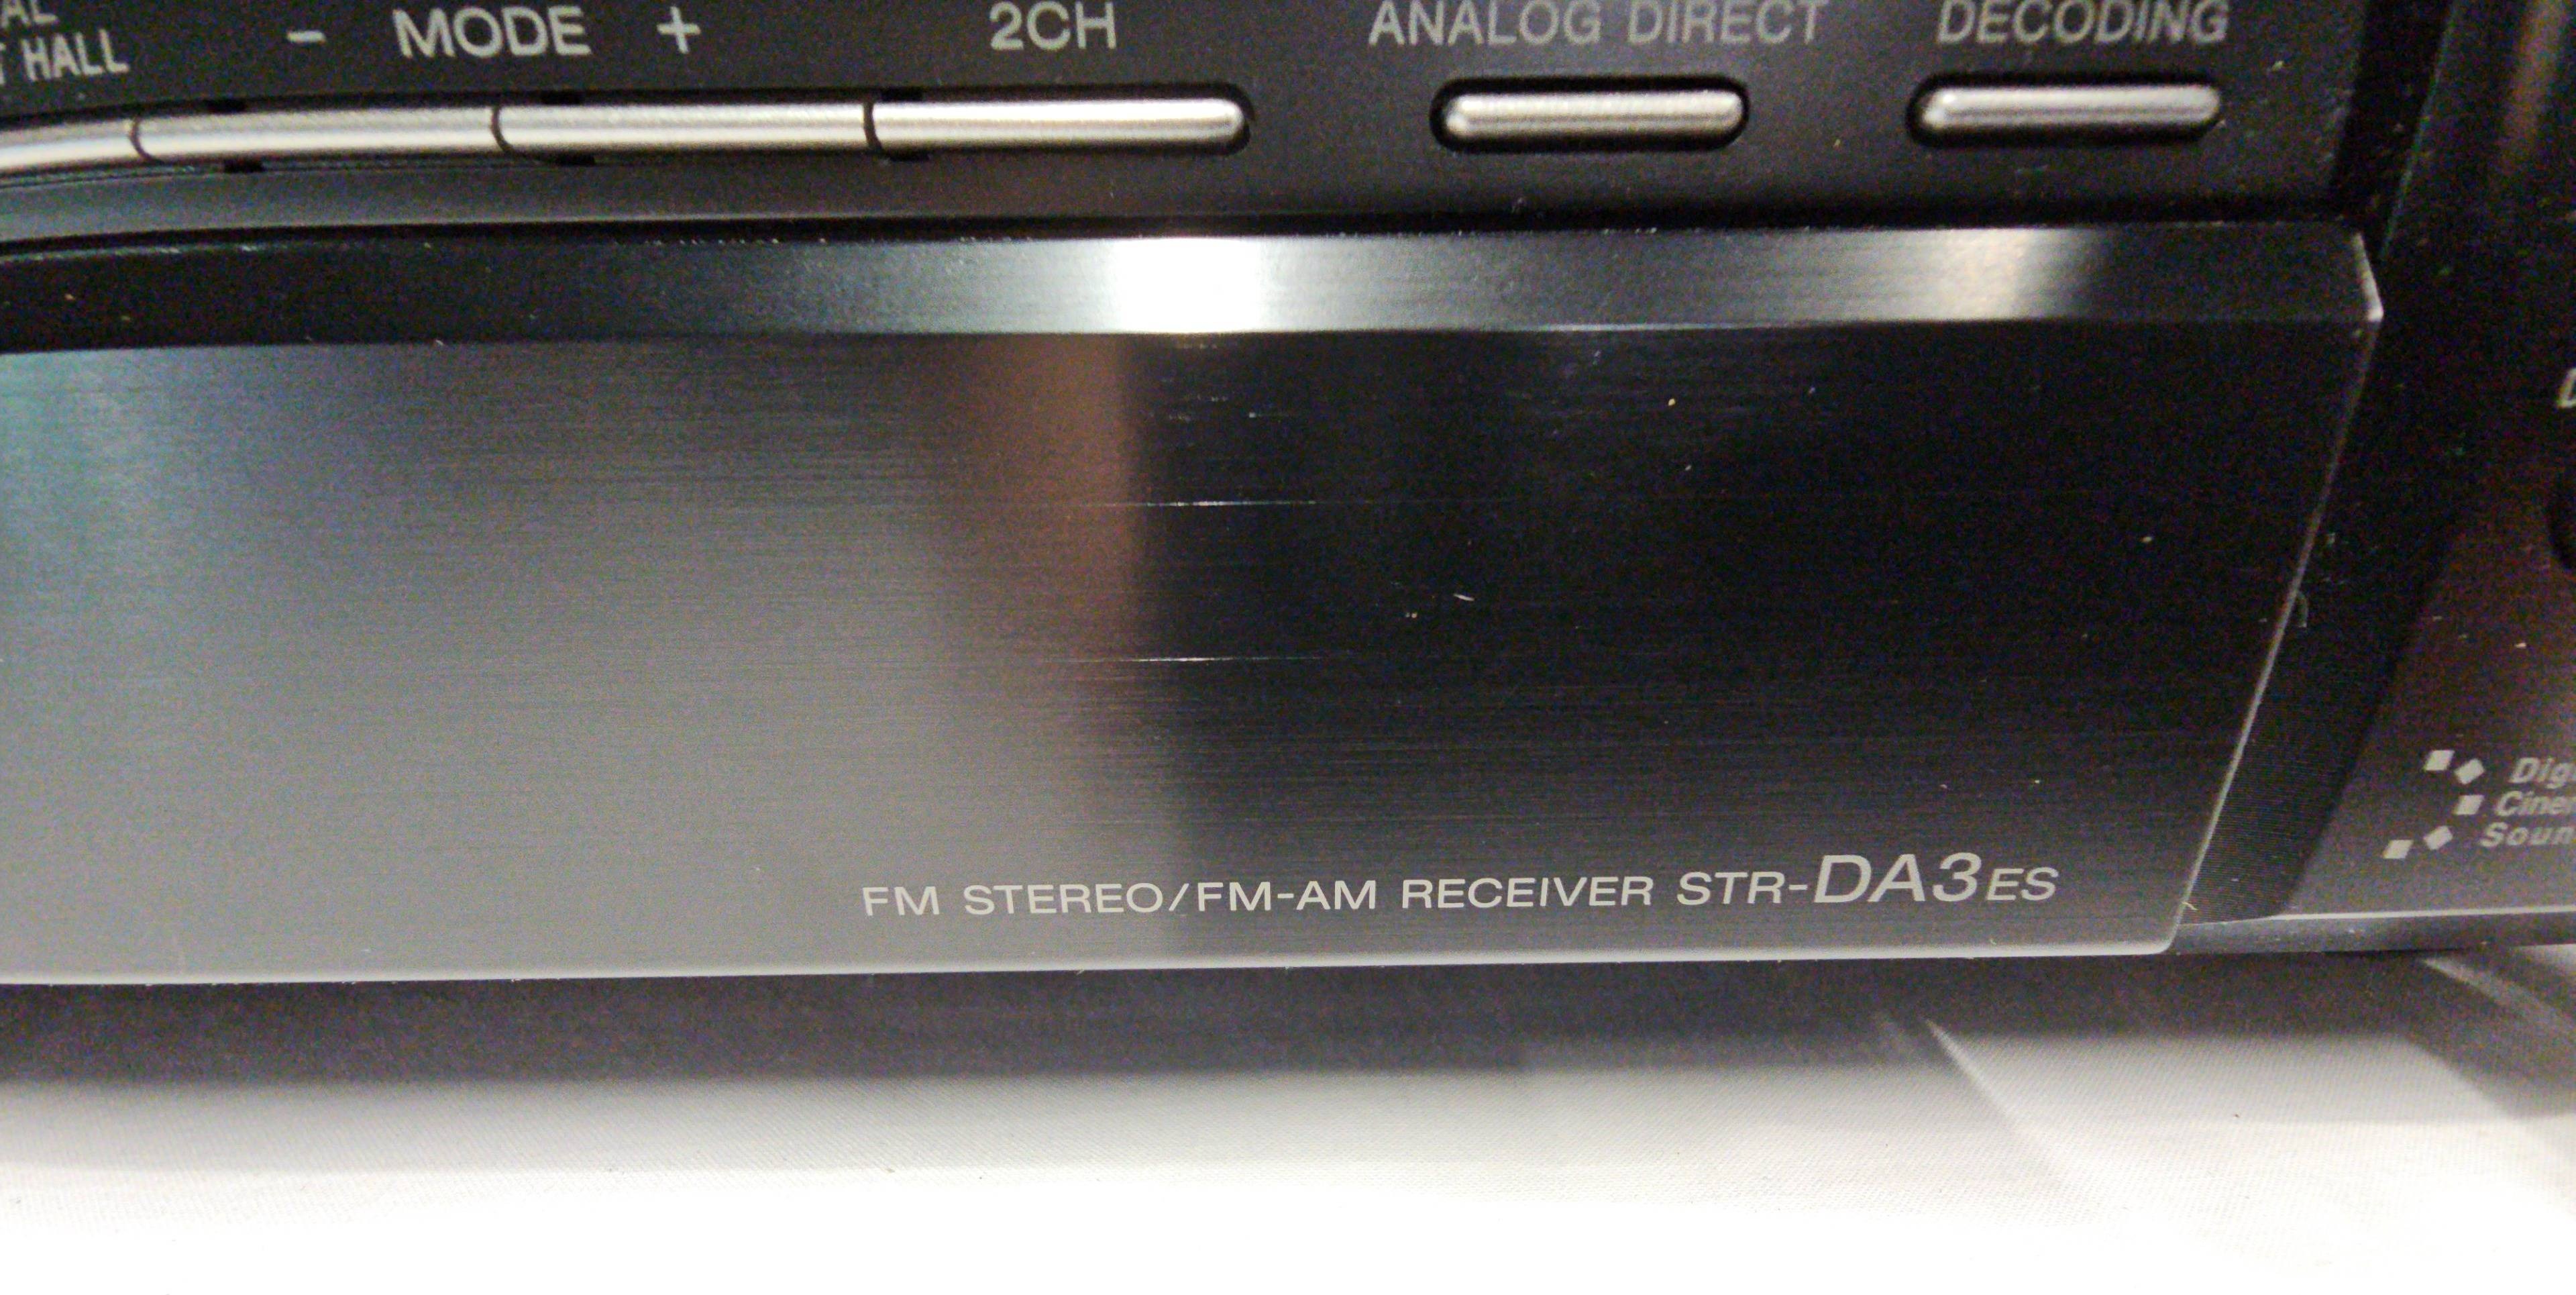 HALL
- MODE +
2CH
ANALOG DIRECT
DECODING
FM STEREO/FM-AM RECEIVER STR-DA3ES